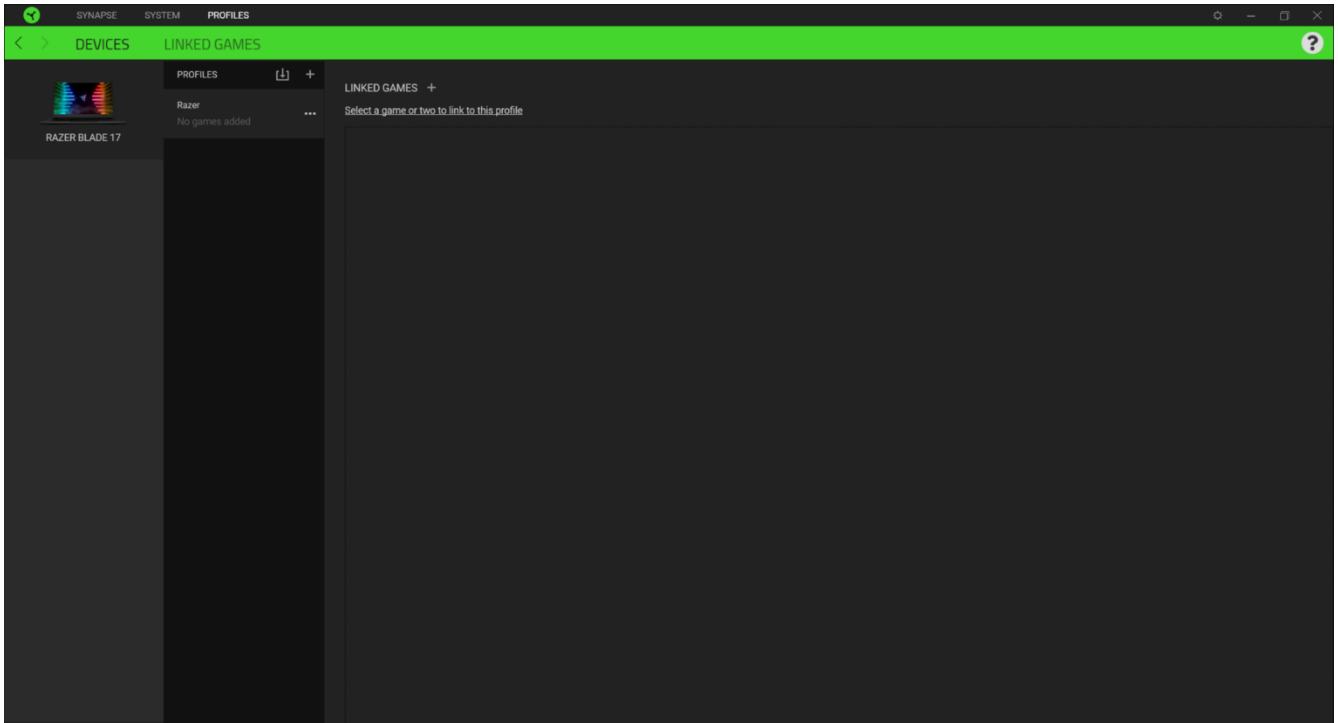 SYNAPSE SYSTEM PROFILES
DEVICES LINKED GAMES ?
RAZER BLADE 17
PROFILES
Razer
No games added
LINKED GAMES
Select a game or two to link to this profile